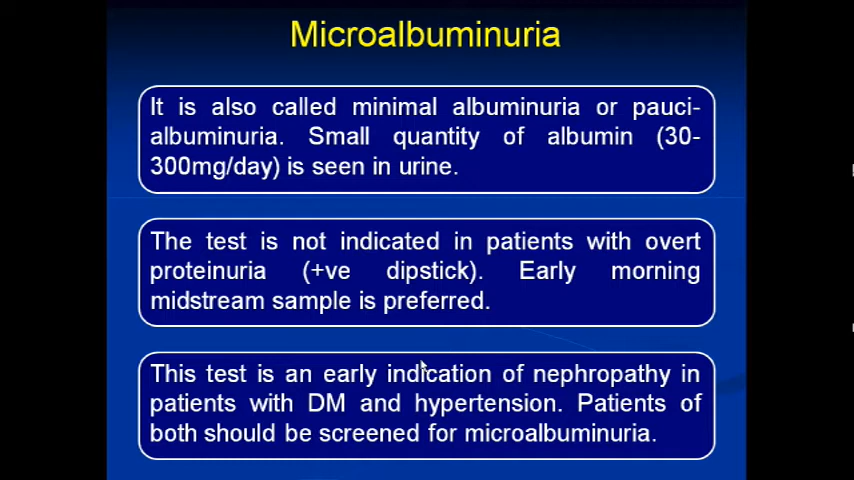 Microalbuminuria
It is also called minimal albuminuria or pauci-
albuminuria. Small quantity of albumin (30-
300mg/day) is seen in urine.
The test is not indicated in patients with overt
proteinuria (+ve dipstick). Early morning
midstream sample is preferred.
This test is an early indication of nephropathy in
patients with DM and hypertension. Patients of
both should be screened for microalbuminuria.